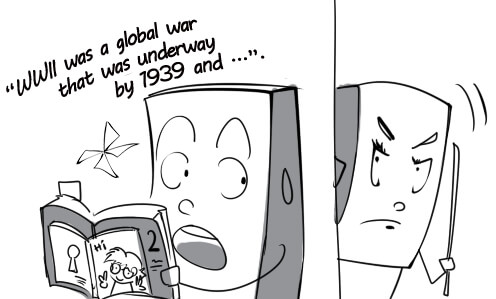 “WWII was a global war
that was underway
by 1939 and ...”.
Hi
2